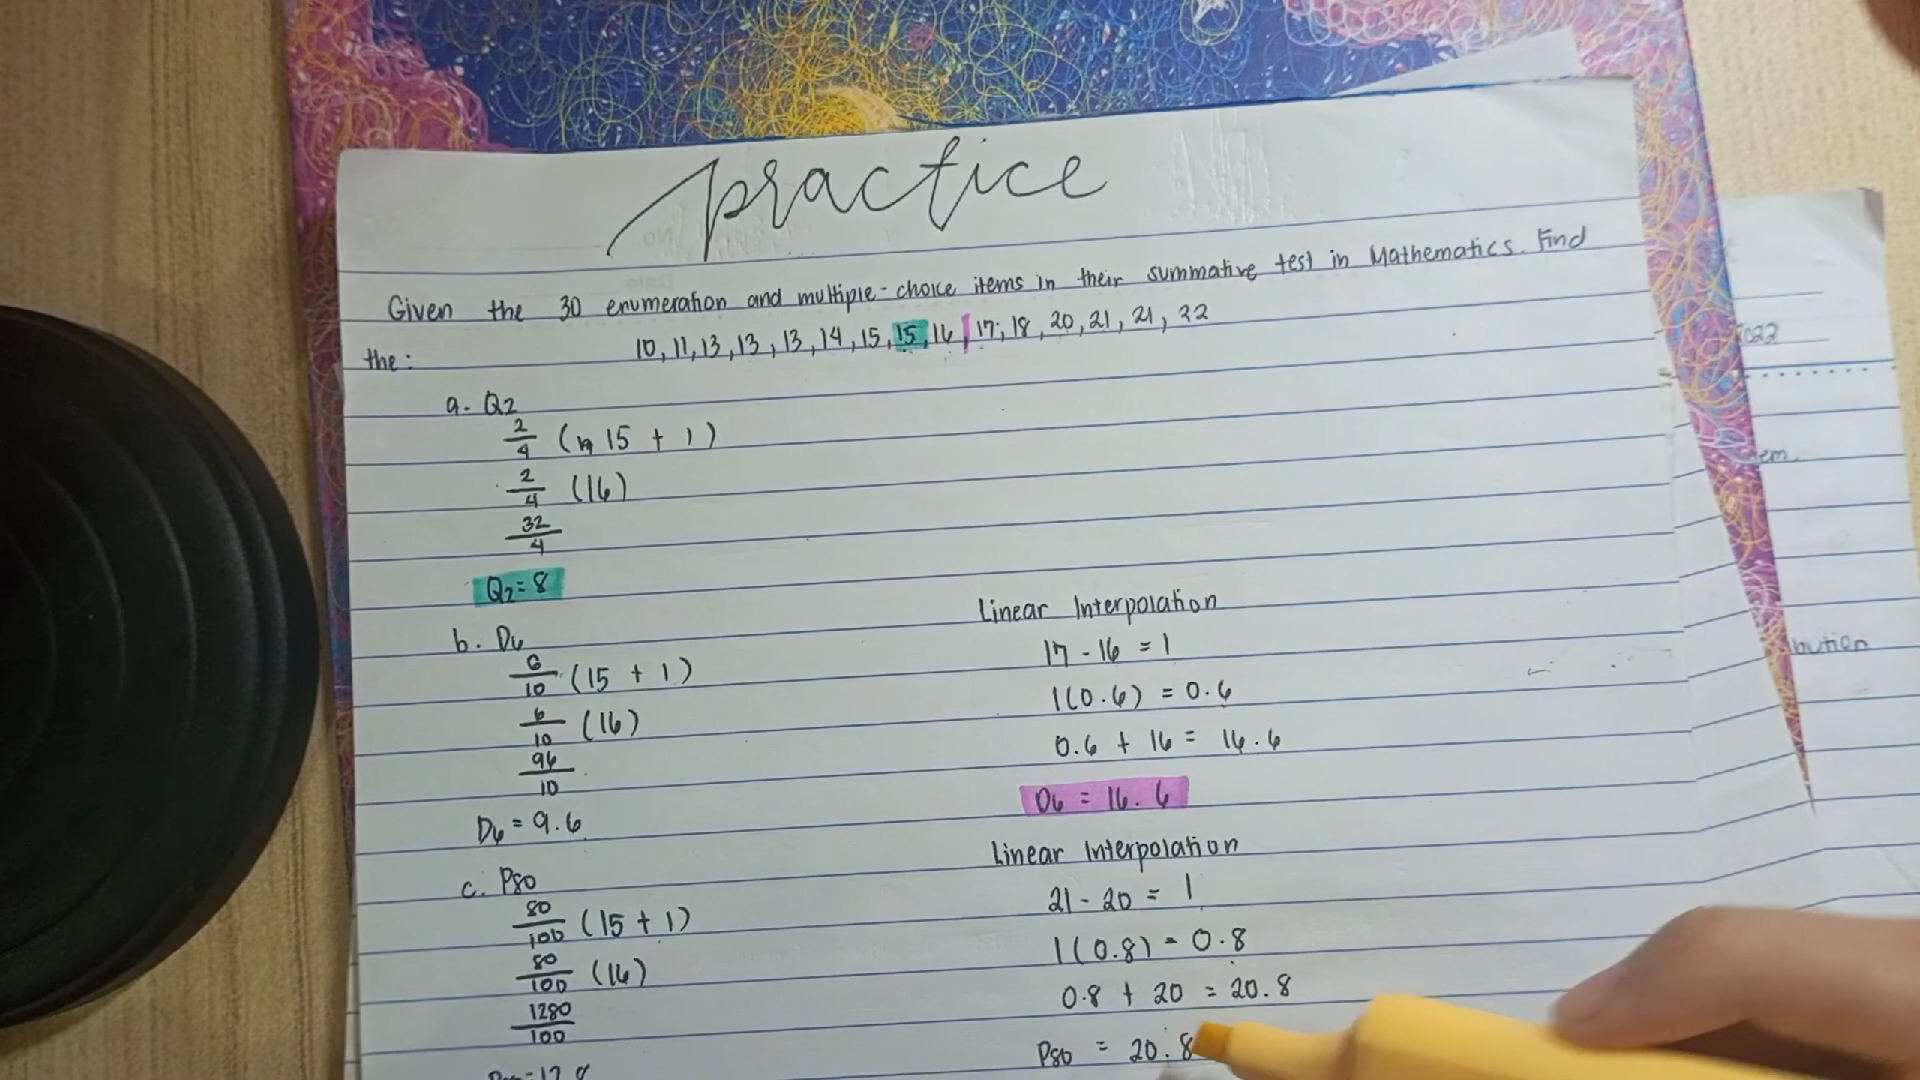 practice
Given the 30 enumeration and multiple-choice items in their summative test in Mathematics. Find
the: 10, 11, 13, 13, 13, 14, 15, 15, 16, 17, 18, 20, 21, 21, 22
a. Q2
2/4 (n 15 + 1)
2/4 (16)
32/4
Q2 = 8
b. D6
6/10 (15 + 1)
6/10 (16)
96/10
D6 = 9.6
Linear Interpolation
17 - 16 = 1
1(0.6) = 0.6
0.6 + 16 = 16.6
D6 = 16.6
c. P80
80/100 (15 + 1)
80/100 (16)
1280/100
Linear Interpolation
21 - 20 = 1
1(0.8) = 0.8
0.8 + 20 = 20.8
P80 = 20.8
em.
bution